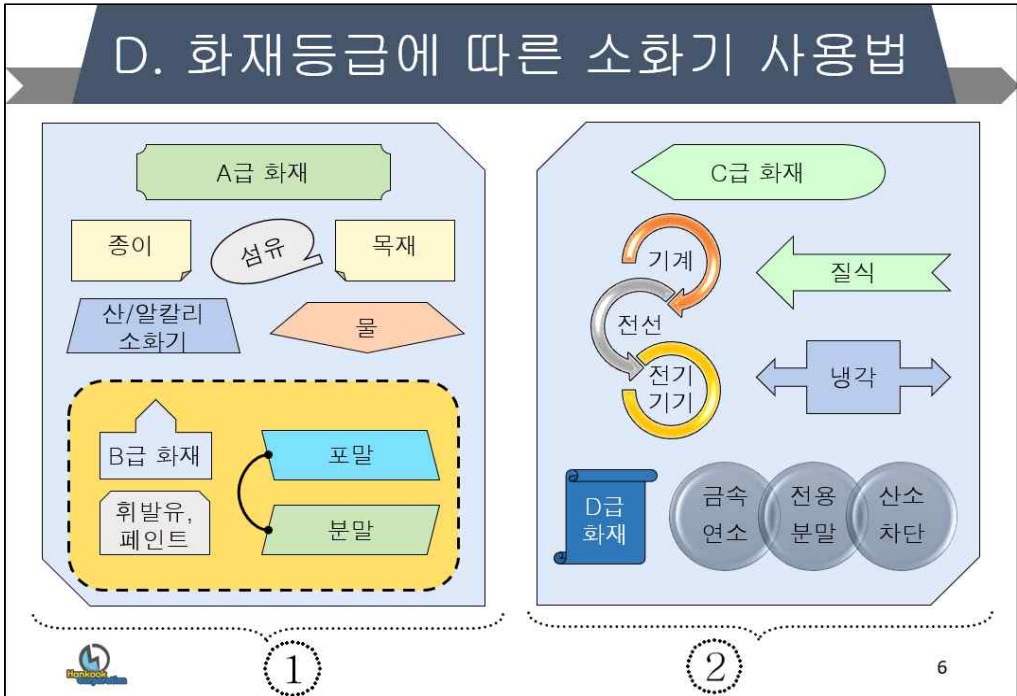 D. 화재등급에 따른 소화기 사용법
A급 화재
종이
섬유
목재
산/알칼리
소화기
물
B급 화재
휘발유,
페인트
포말
분말
①
C급 화재
기계
전선
전기
기기
질식
냉각
D급
화재
금속
연소
전용
분말
산소
차단
②
Hankook
Corporation
6